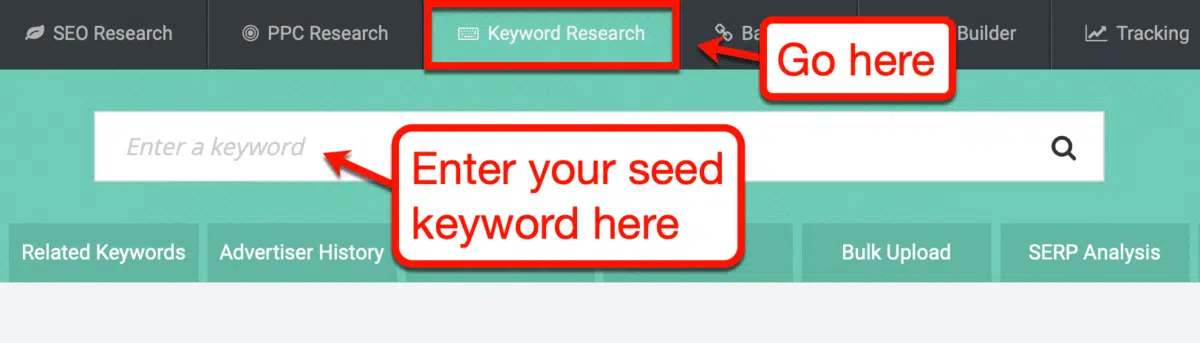 SEO Research
PPC Research
Keyword Research
Ba
Builder
Tracking
Go here
Enter a keyword
Enter your seed
keyword here
Related Keywords
Advertiser History
Bulk Upload
SERP Analysis